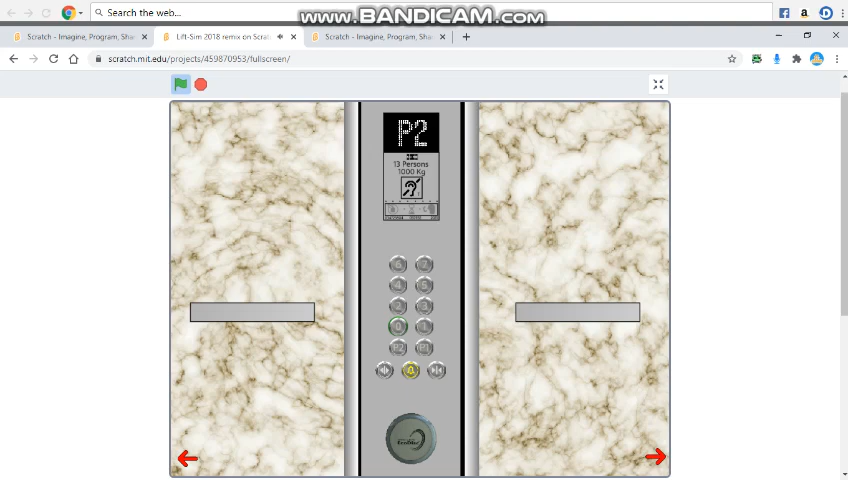 Search the web...
www.BANDICAM.com
Scratch - Imagine, Program, Sha
Lift-Sim 2018 remix on Scrat
Scratch - Imagine, Program, Sha
scratch.mit.edu/projects/459870953/fullscreen/
P2
13 Persons
1000 Kg
6 7
4 5
2 3
0 1
P2 P1